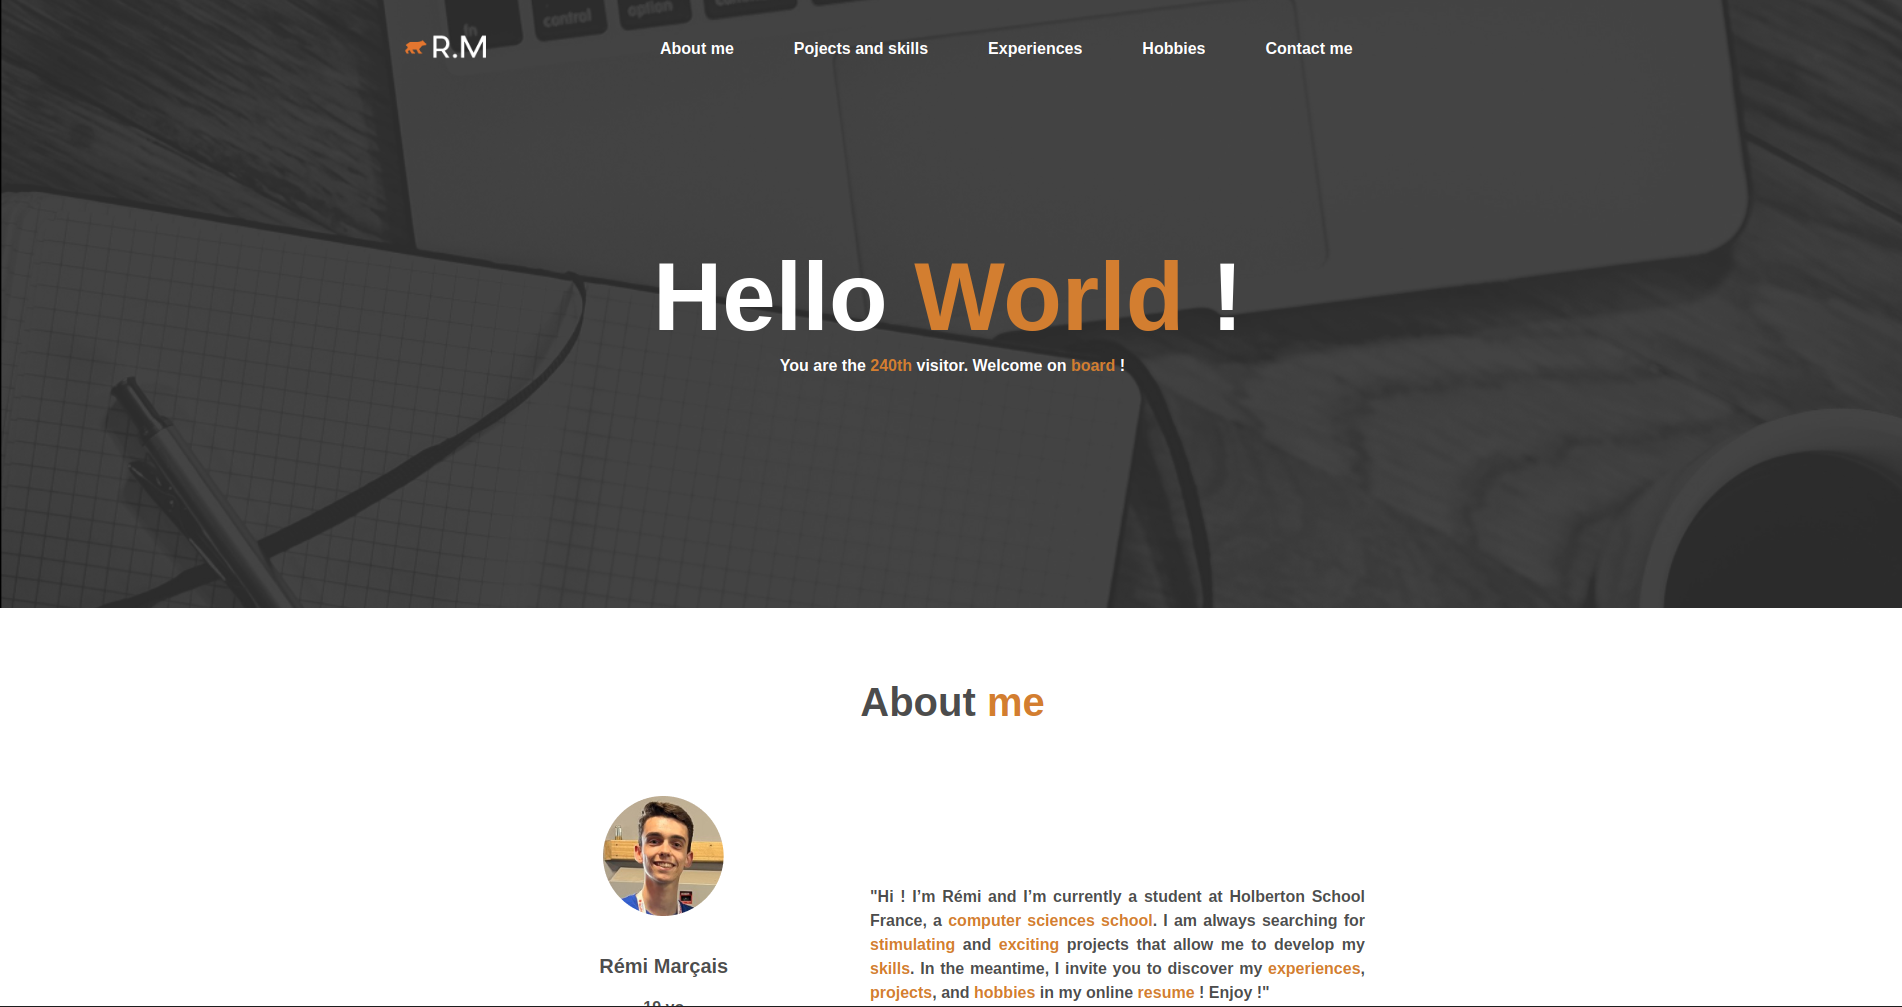 fn control option
R.M
About me Pojects and skills Experiences Hobbies Contact me
Hello World !
You are the 240th visitor. Welcome on board !
About me
"Hi ! I’m Rémi and I’m currently a student at Holberton School
France, a computer sciences school. I am always searching for
stimulating and exciting projects that allow me to develop my
skills. In the meantime, I invite you to discover my experiences,
projects, and hobbies in my online resume ! Enjoy !"
Rémi Marçais